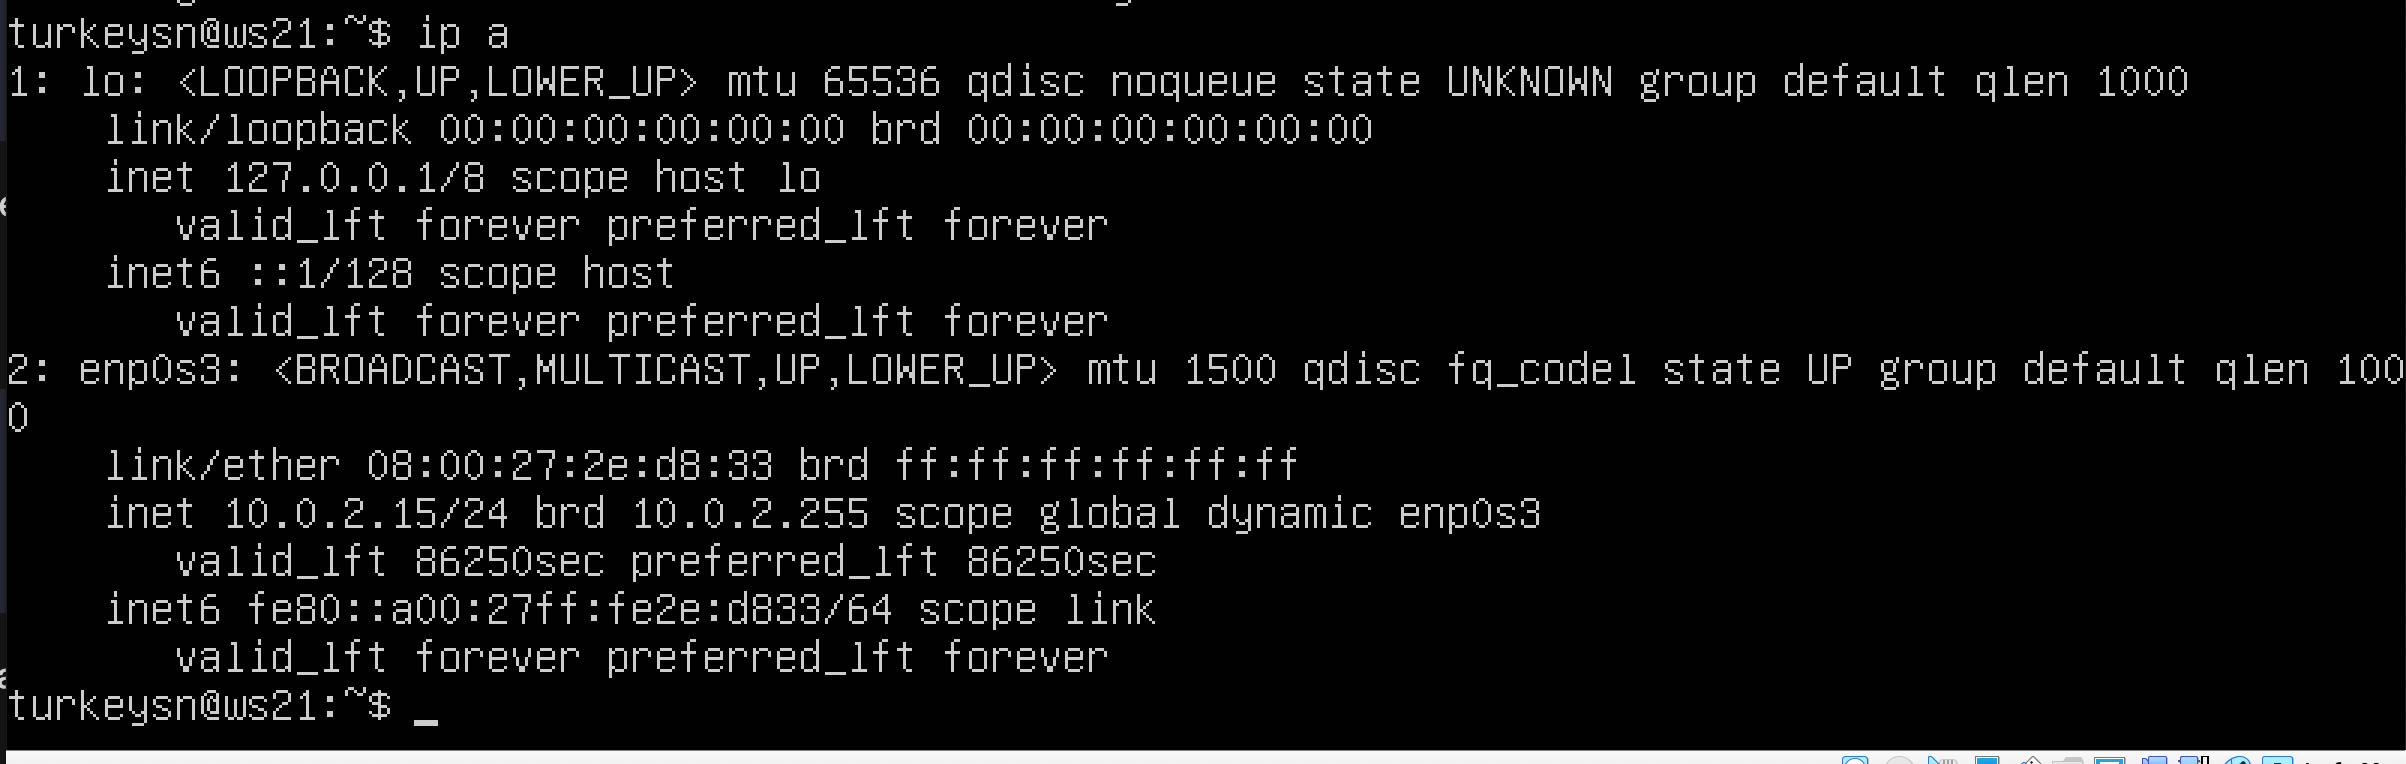 turkeysn@ws21:~$ ip a
1: lo: <LOOPBACK,UP,LOWER_UP> mtu 65536 qdisc noqueue state UNKNOWN group default qlen 1000
    link/loopback 00:00:00:00:00:00 brd 00:00:00:00:00:00
    inet 127.0.0.1/8 scope host lo
       valid_lft forever preferred_lft forever
    inet6 ::1/128 scope host
       valid_lft forever preferred_lft forever
2: enp0s3: <BROADCAST,MULTICAST,UP,LOWER_UP> mtu 1500 qdisc fq_codel state UP group default qlen 100
0
    link/ether 08:00:27:2e:d8:33 brd ff:ff:ff:ff:ff:ff
    inet 10.0.2.15/24 brd 10.0.2.255 scope global dynamic enp0s3
       valid_lft 86250sec preferred_lft 86250sec
    inet6 fe80::a00:27ff:fe2e:d833/64 scope link
       valid_lft forever preferred_lft forever
turkeysn@ws21:~$ _